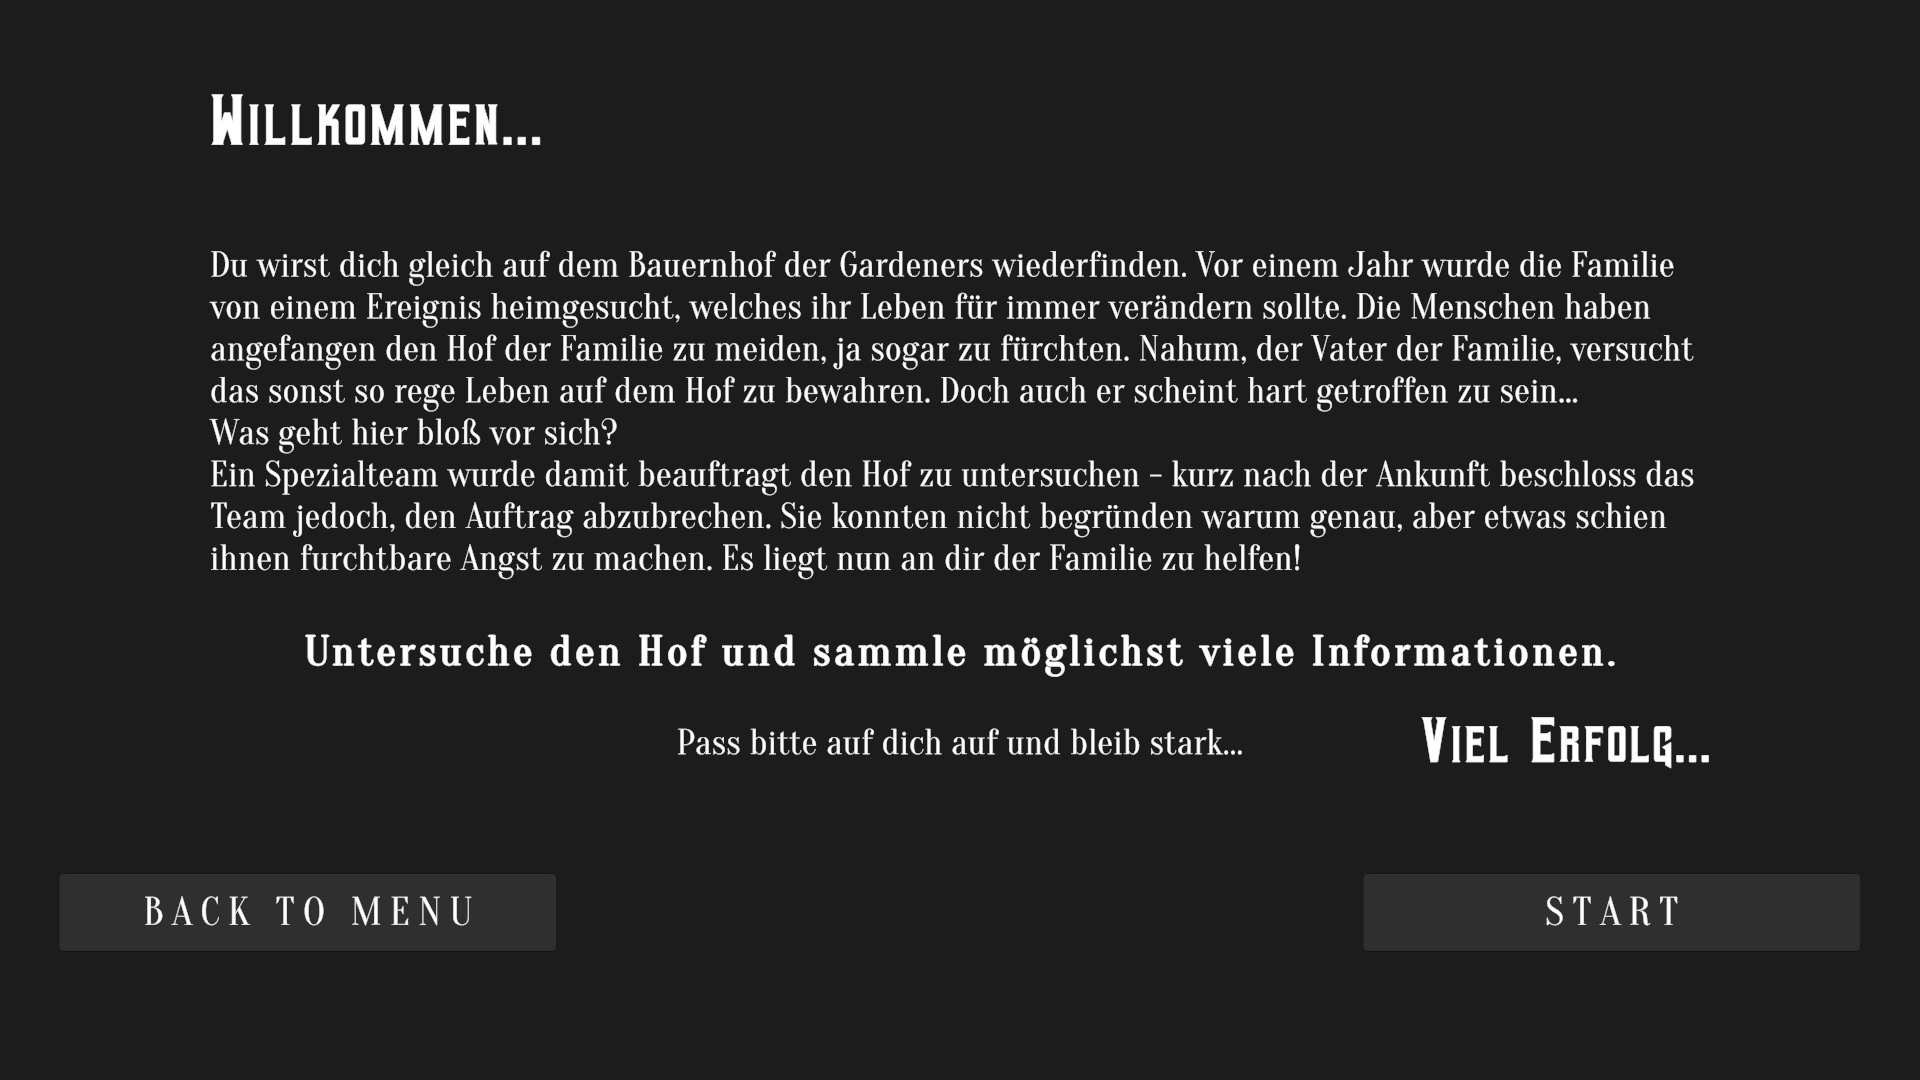 Willkommen...
Du wirst dich gleich auf dem Bauernhof der Gardeners wiederfinden. Vor einem Jahr wurde die Familie
von einem Ereignis heimgesucht, welches ihr Leben für immer verändern sollte. Die Menschen haben
angefangen den Hof der Familie zu meiden, ja sogar zu fürchten. Nahum, der Vater der Familie, versucht
das sonst so rege Leben auf dem Hof zu bewahren. Doch auch er scheint hart getroffen zu sein...
Was geht hier bloß vor sich?
Ein Spezialteam wurde damit beauftragt den Hof zu untersuchen - kurz nach der Ankunft beschloss das
Team jedoch, den Auftrag abzubrechen. Sie konnten nicht begründen warum genau, aber etwas schien
ihnen furchtbare Angst zu machen. Es liegt nun an dir der Familie zu helfen!
Untersuche den Hof und sammle möglichst viele Informationen.
Pass bitte auf dich auf und bleib stark...
Viel Erfolg...
BACK TO MENU
START